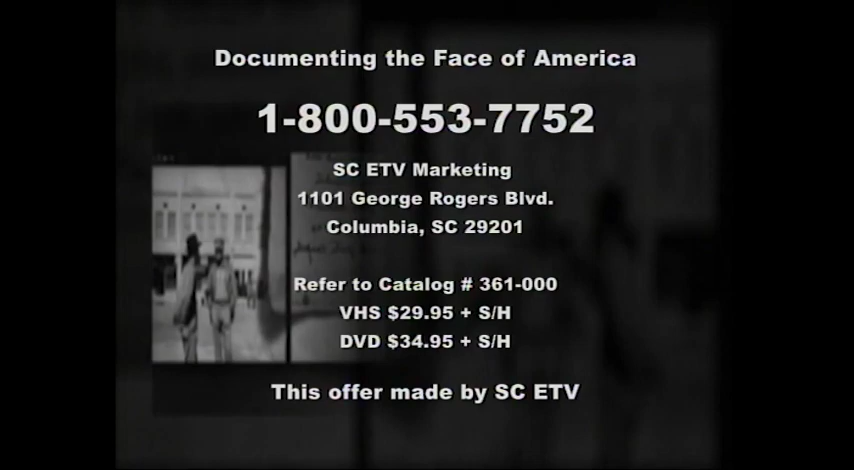 Documenting the Face of America
1-800-553-7752
SC ETV Marketing
1101 George Rogers Blvd.
Columbia, SC 29201
Refer to Catalog # 361-000
VHS $29.95 + S/H
DVD $34.95 + S/H
This offer made by SC ETV